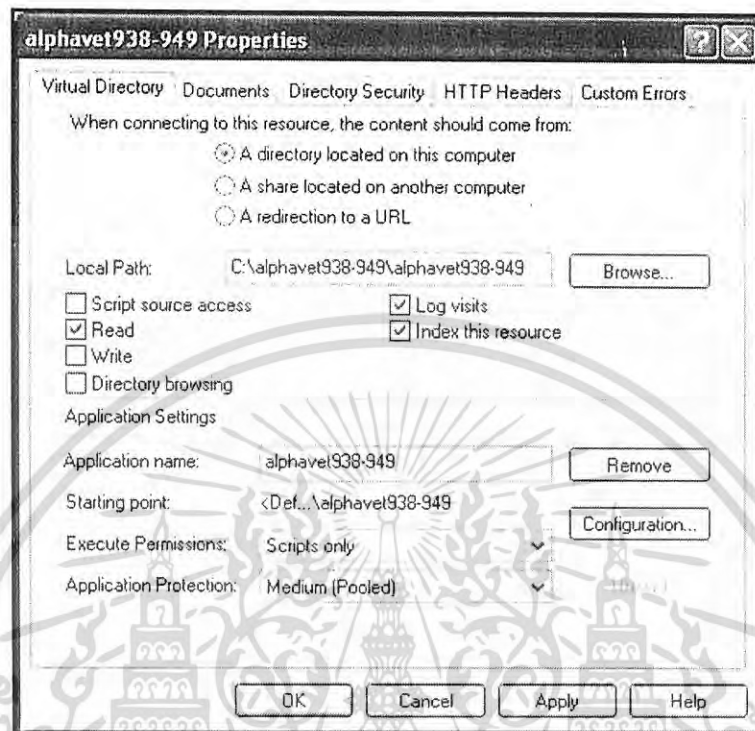 alphavet938-949 Properties
Virtual Directory Documents Directory Security HTTP Headers Custom Errors
When connecting to this resource, the content should come from:
A directory located on this computer
A share located on another computer
A redirection to a URL
Local Path: C:\alphavet938-949\alphavet938-949 Browse...
Script source access Log visits
Read Index this resource
Write
Directory browsing
Application Settings
Application name: alphavet938-949 Remove
Starting point: <Def...\alphavet938-949
Configuration...
Execute Permissions: Scripts only
Application Protection: Medium (Pooled)
OK Cancel Apply Help